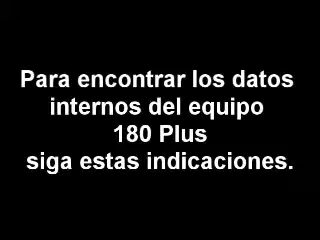 Para encontrar los datos
internos del equipo
180 Plus
siga estas indicaciones.